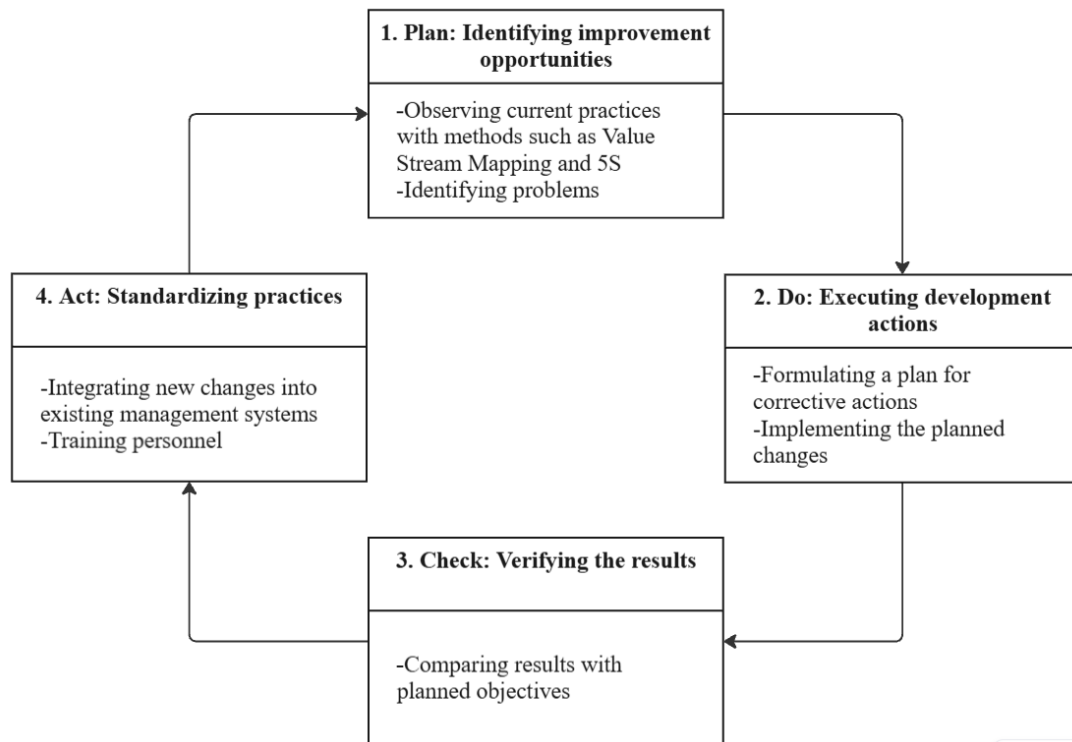 1. Plan: Identifying improvement
opportunities
-Observing current practices
with methods such as Value
Stream Mapping and 5S
-Identifying problems
2. Do: Executing development
actions
-Formulating a plan for
corrective actions
-Implementing the planned
changes
3. Check: Verifying the results
-Comparing results with
planned objectives
4. Act: Standardizing practices
-Integrating new changes into
existing management systems
-Training personnel